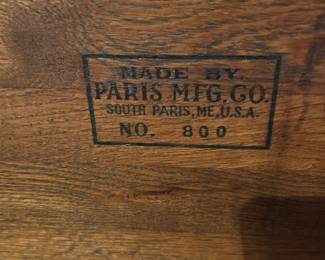 MADE BY
PARIS MFG. CO.
SOUTH PARIS, ME, U.S.A.
NO. 800